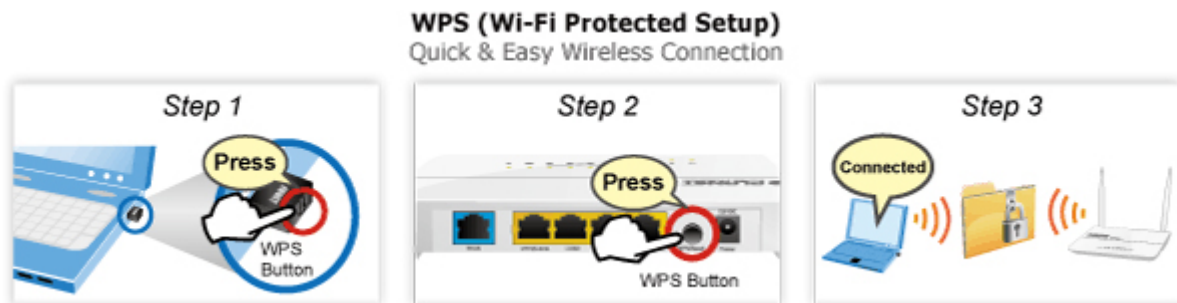 WPS (Wi-Fi Protected Setup)
Quick & Easy Wireless Connection
Step 1
Press
WPS
Button
Step 2
Press
WPS Button
Step 3
Connected